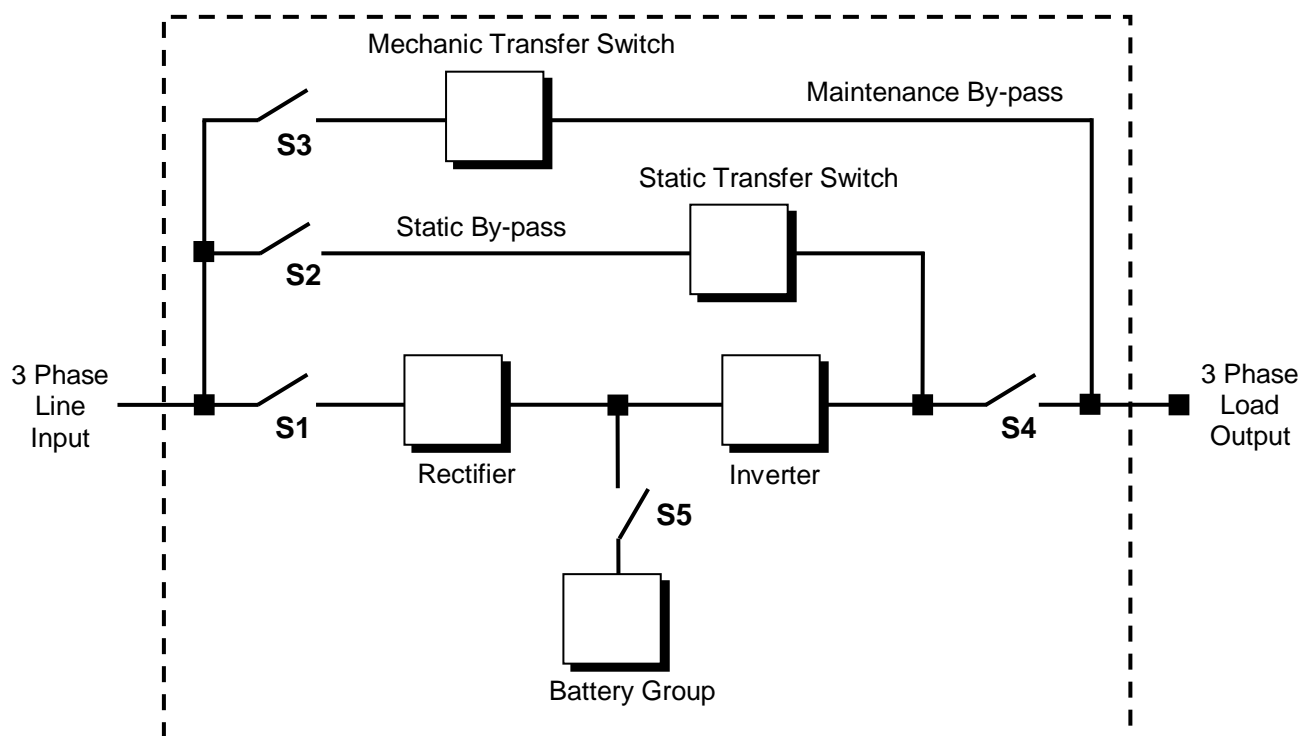 Mechanic Transfer Switch
Maintenance By-pass
S3
Static Transfer Switch
Static By-pass
S2
3 Phase
Line
Input
S1
Rectifier
Inverter
S4
3 Phase
Load
Output
S5
Battery Group